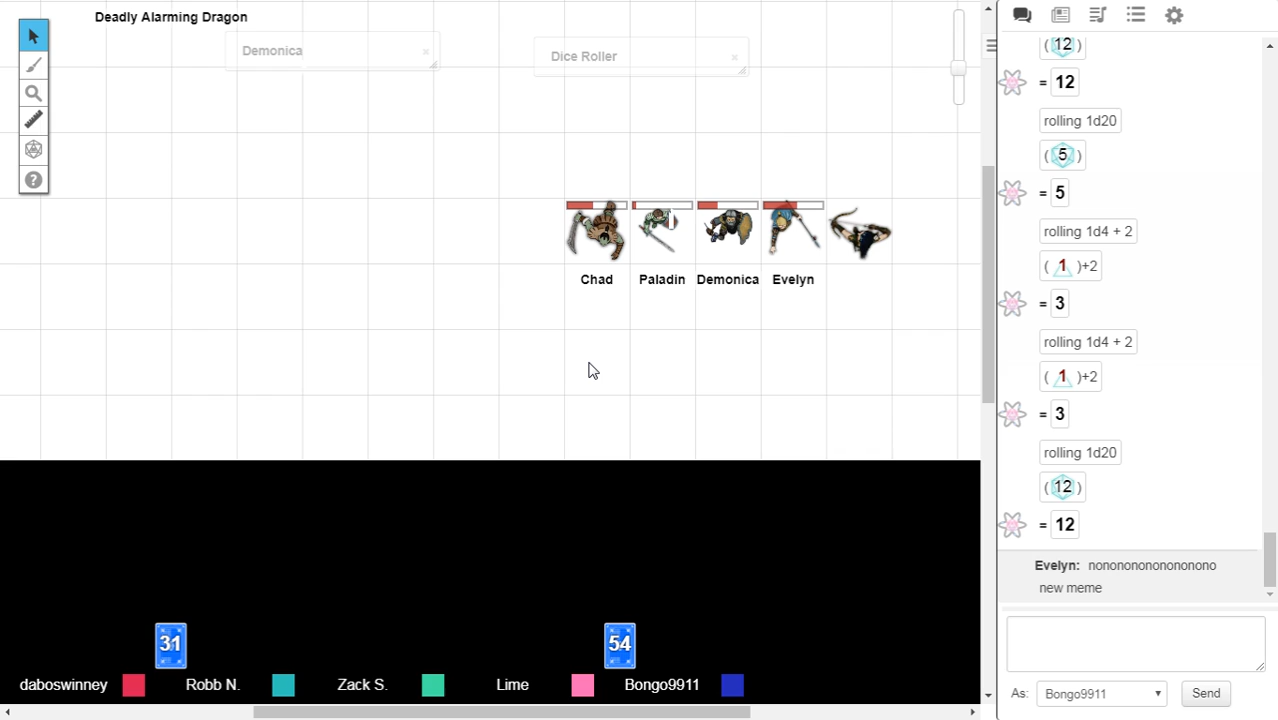 Deadly Alarming Dragon
Demonica ×
Dice Roller ×
Chad Paladin Demonica Evelyn
31
54
daboswinney
Robb N.
Zack S.
Lime
Bongo9911
(12)
= 12
rolling 1d20
(5)
= 5
rolling 1d4 + 2
(1)+2
= 3
rolling 1d4 + 2
(1)+2
= 3
rolling 1d20
(12)
= 12
Evelyn: nonononononononono
new meme
As: Bongo9911 Send